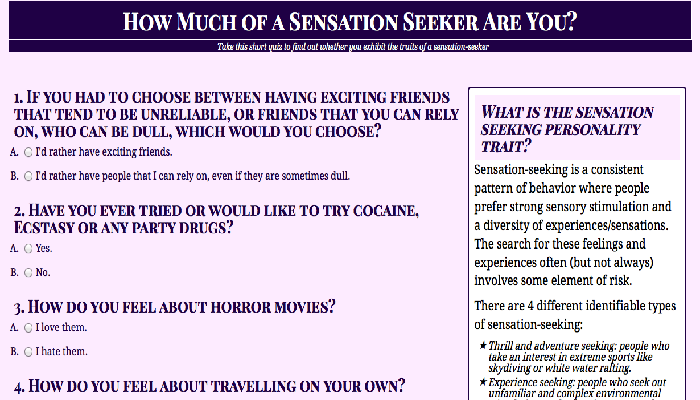 How Much of a Sensation Seeker Are You?
Take this short quiz to find out whether you exhibit the traits of a sensation-seeker
1. If you had to choose between having exciting friends
that tend to be unreliable, or friends that you can rely
on, who can be dull, which would you choose?
A. I'd rather have exciting friends.
B. I'd rather have people that I can rely on, even if they are sometimes dull.
2. Have you ever tried or would like to try cocaine,
Ecstasy or any party drugs?
A. Yes.
B. No.
3. How do you feel about horror movies?
A. I love them.
B. I hate them.
4. How do you feel about travelling on your own?
What is the sensation
seeking personality
trait?
Sensation-seeking is a consistent
pattern of behavior where people
prefer strong sensory stimulation and
a diversity of experiences/sensations.
The search for these feelings and
experiences often (but not always)
involves some element of risk.
There are 4 different identifiable types
of sensation-seeking:
★ Thrill and adventure seeking: people who
take an interest in extreme sports like
skydiving or white water rafting.
★ Experience seeking: people who seek out
unfamiliar and complex environmental